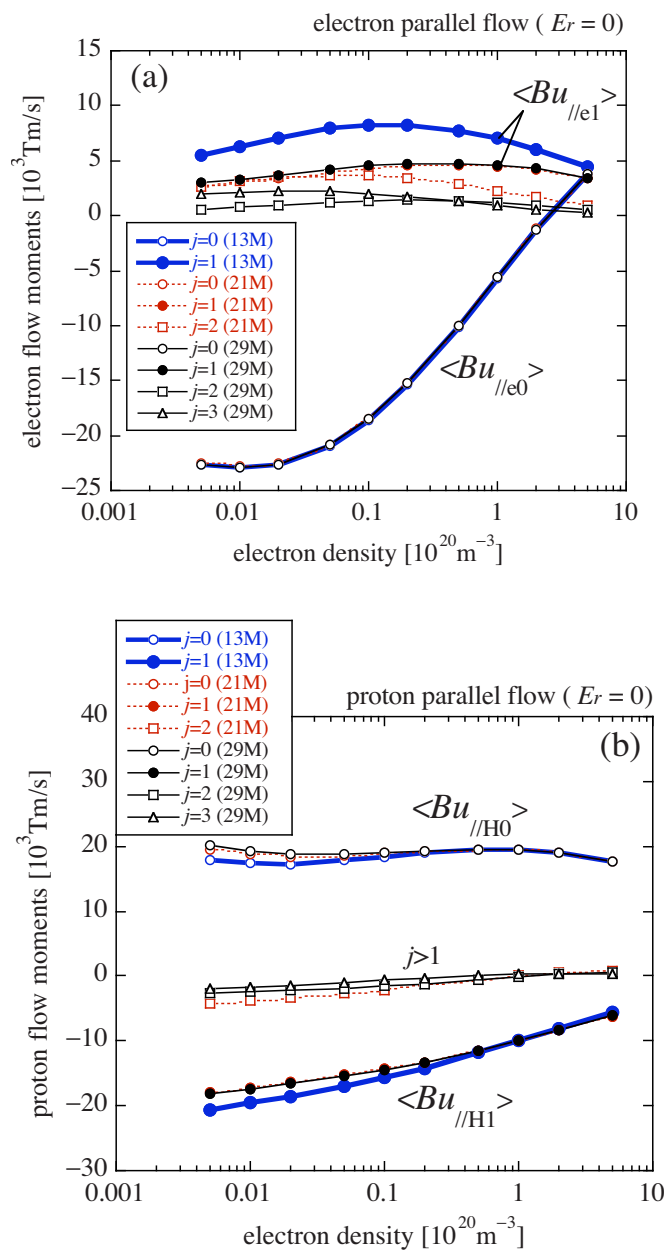 electron parallel flow ( Er = 0)
(a)
<Bu//e1>
electron flow moments [10³Tm/s]
15
10
5
0
−5
−10
−15
−20
−25
j=0 (13M)
j=1 (13M)
j=0 (21M)
j=1 (21M)
j=2 (21M)
j=0 (29M)
j=1 (29M)
j=2 (29M)
j=3 (29M)
<Bu//e0>
0.001 0.01 0.1 1 10
electron density [10²⁰m⁻³]
j=0 (13M)
j=1 (13M)
j=0 (21M)
j=1 (21M)
j=2 (21M)
j=0 (29M)
j=1 (29M)
j=2 (29M)
j=3 (29M)
proton parallel flow ( Er = 0)
(b)
proton flow moments [10³Tm/s]
40
30
20
10
0
−10
−20
−30
<Bu//H0>
j>1
<Bu//H1>
0.001 0.01 0.1 1 10
electron density [10²⁰m⁻³]